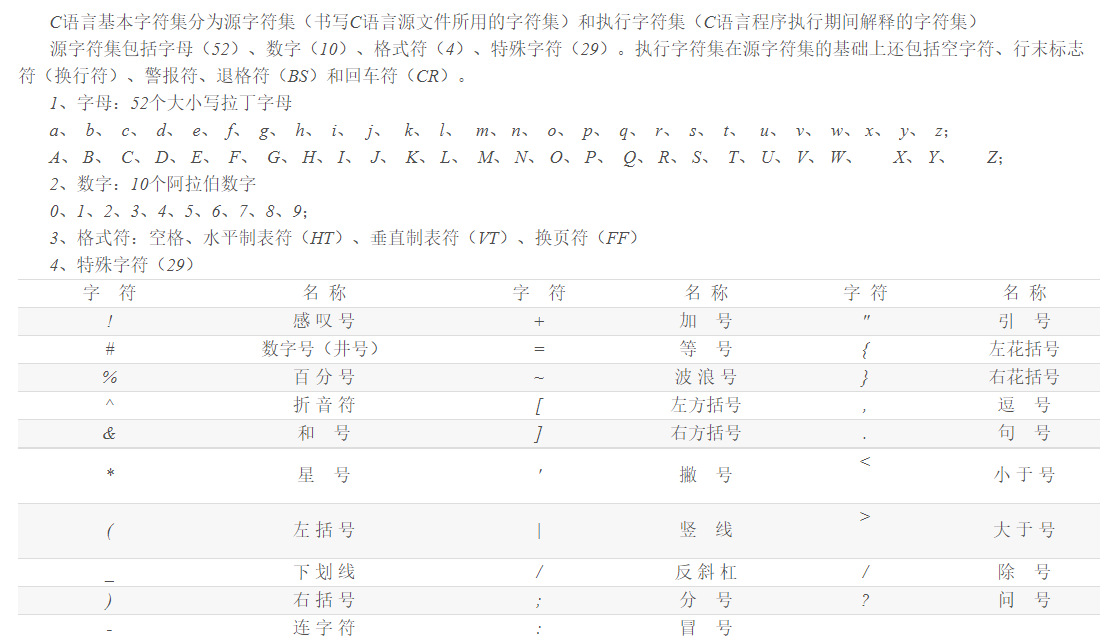 C语言基本字符集分为源字符集（书写C语言源文件所用的字符集）和执行字符集（C语言程序执行期间解释的字符集）
源字符集包括字母（52）、数字（10）、格式符（4）、特殊字符（29）。执行字符集在源字符集的基础上还包括空字符、行末标志
符（换行符）、警报符、退格符（BS）和回车符（CR）。
1、字母：52个大小写拉丁字母
a、 b、 c、 d、 e、 f、 g、 h、 i、 j、 k、 l、 m、 n、 o、 p、 q、 r、 s、 t、 u、 v、 w、 x、 y、 z；
A、 B、 C、 D、 E、 F、 G、 H、 I、 J、 K、 L、 M、 N、 O、 P、 Q、 R、 S、 T、 U、 V、 W、 X、 Y、 Z；
2、数字：10个阿拉伯数字
0、1、2、3、4、5、6、7、8、9；
3、格式符：空格、水平制表符（HT）、垂直制表符（VT）、换页符（FF）
4、特殊字符（29）
字 符 名 称 字 符 名 称 字 符 名 称
! 感叹号 + 加 号 " 引 号
# 数字号（井号） = 等 号 { 左花括号
% 百分号 ~ 波浪号 } 右花括号
^ 折音符 [ 左方括号 , 逗 号
& 和 号 ] 右方括号 . 句 号
* 星 号 ' 撇 号 < 小于号
( 左括号 | 竖 线 > 大于号
_ 下划线 / 反斜杠 / 除 号
) 右括号 ; 分 号 ? 问 号
- 连字符 : 冒 号